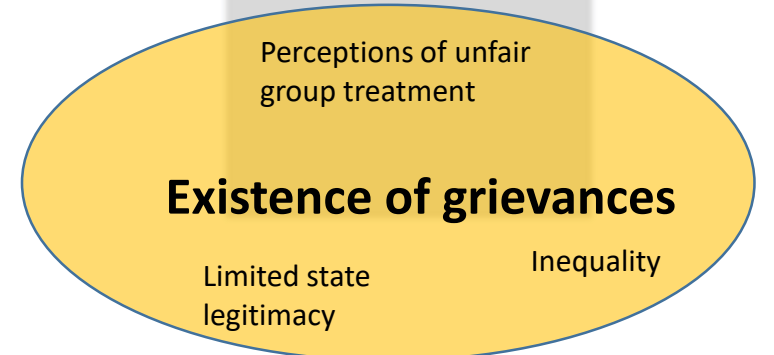 Perceptions of unfair
group treatment
Existence of grievances
Inequality
Limited state
legitimacy